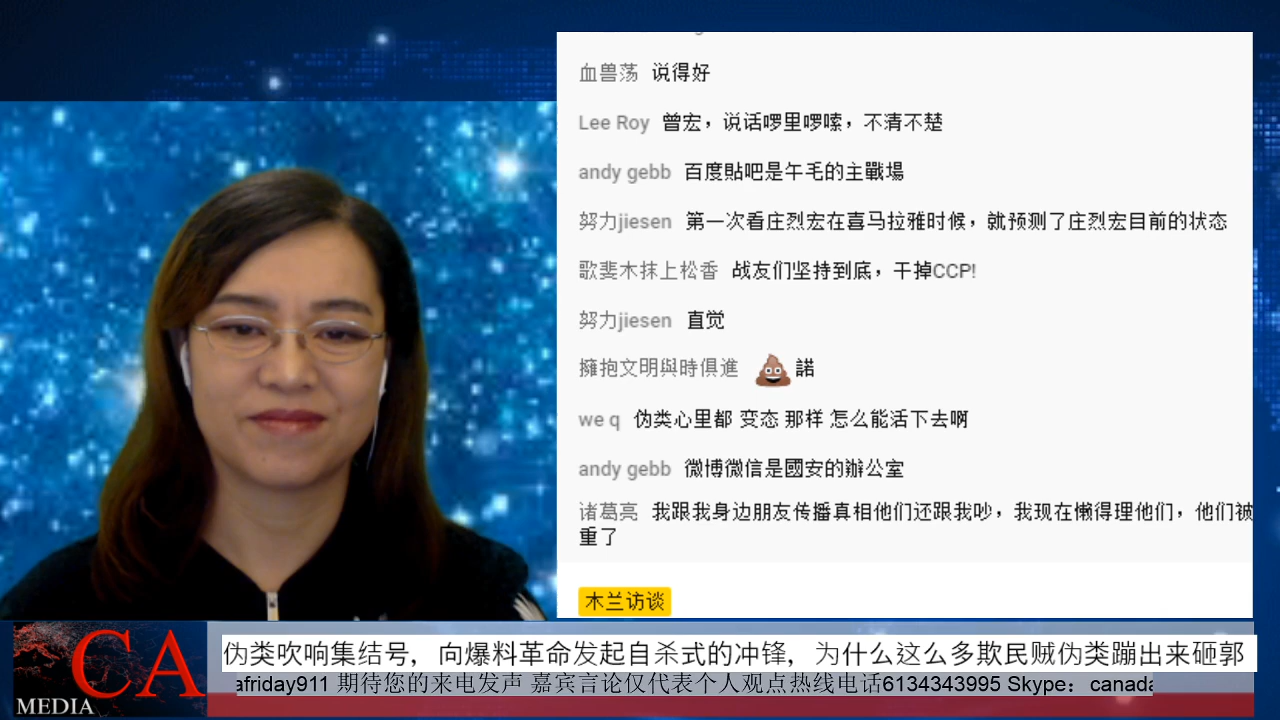 血兽荡 说得好
Lee Roy 曾宏，说话啰里啰嗦，不清不楚
andy gebb 百度貼吧是午毛的主戰場
努力jiesen 第一次看庄烈宏在喜马拉雅时候，就预测了庄烈宏目前的状态
歌斐木抹上松香 战友们坚持到底，干掉CCP!
努力jiesen 直觉
擁抱文明與時俱進 💩 諾
we q 伪类心里都 变态 那样 怎么能活下去啊
andy gebb 微博微信是國安的辦公室
诸葛亮 我跟我身边朋友传播真相他们还跟我吵，我现在懒得理他们，他们被
重了
木兰访谈
CA
MEDIA
伪类吹响集结号，向爆料革命发起自杀式的冲锋，为什么这么多欺民贼伪类蹦出来砸郭
afriday911 期待您的来电发声 嘉宾言论仅代表个人观点热线电话6134343995 Skype：canada